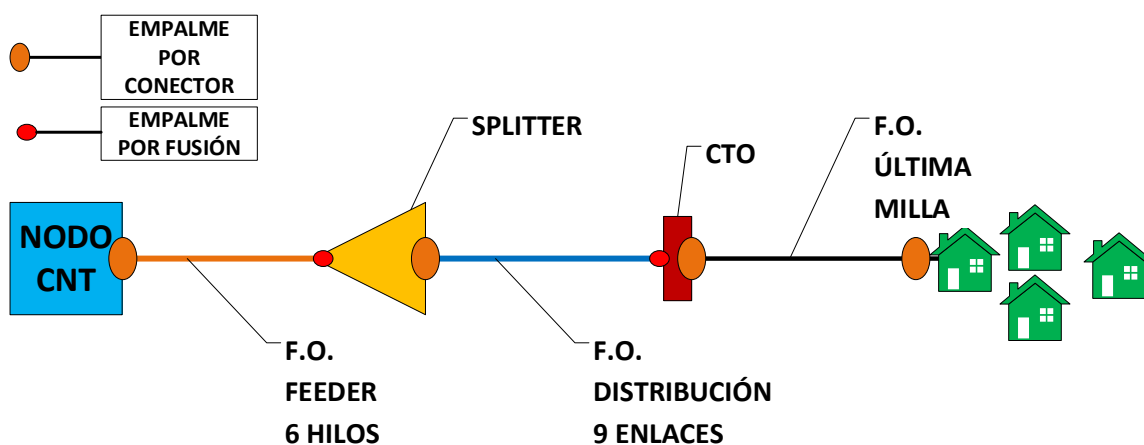 EMPALME
POR
CONECTOR
EMPALME
POR FUSIÓN
SPLITTER
CTO
F.O.
ÚLTIMA
MILLA
NODO
CNT
F.O.
FEEDER
6 HILOS
F.O.
DISTRIBUCIÓN
9 ENLACES